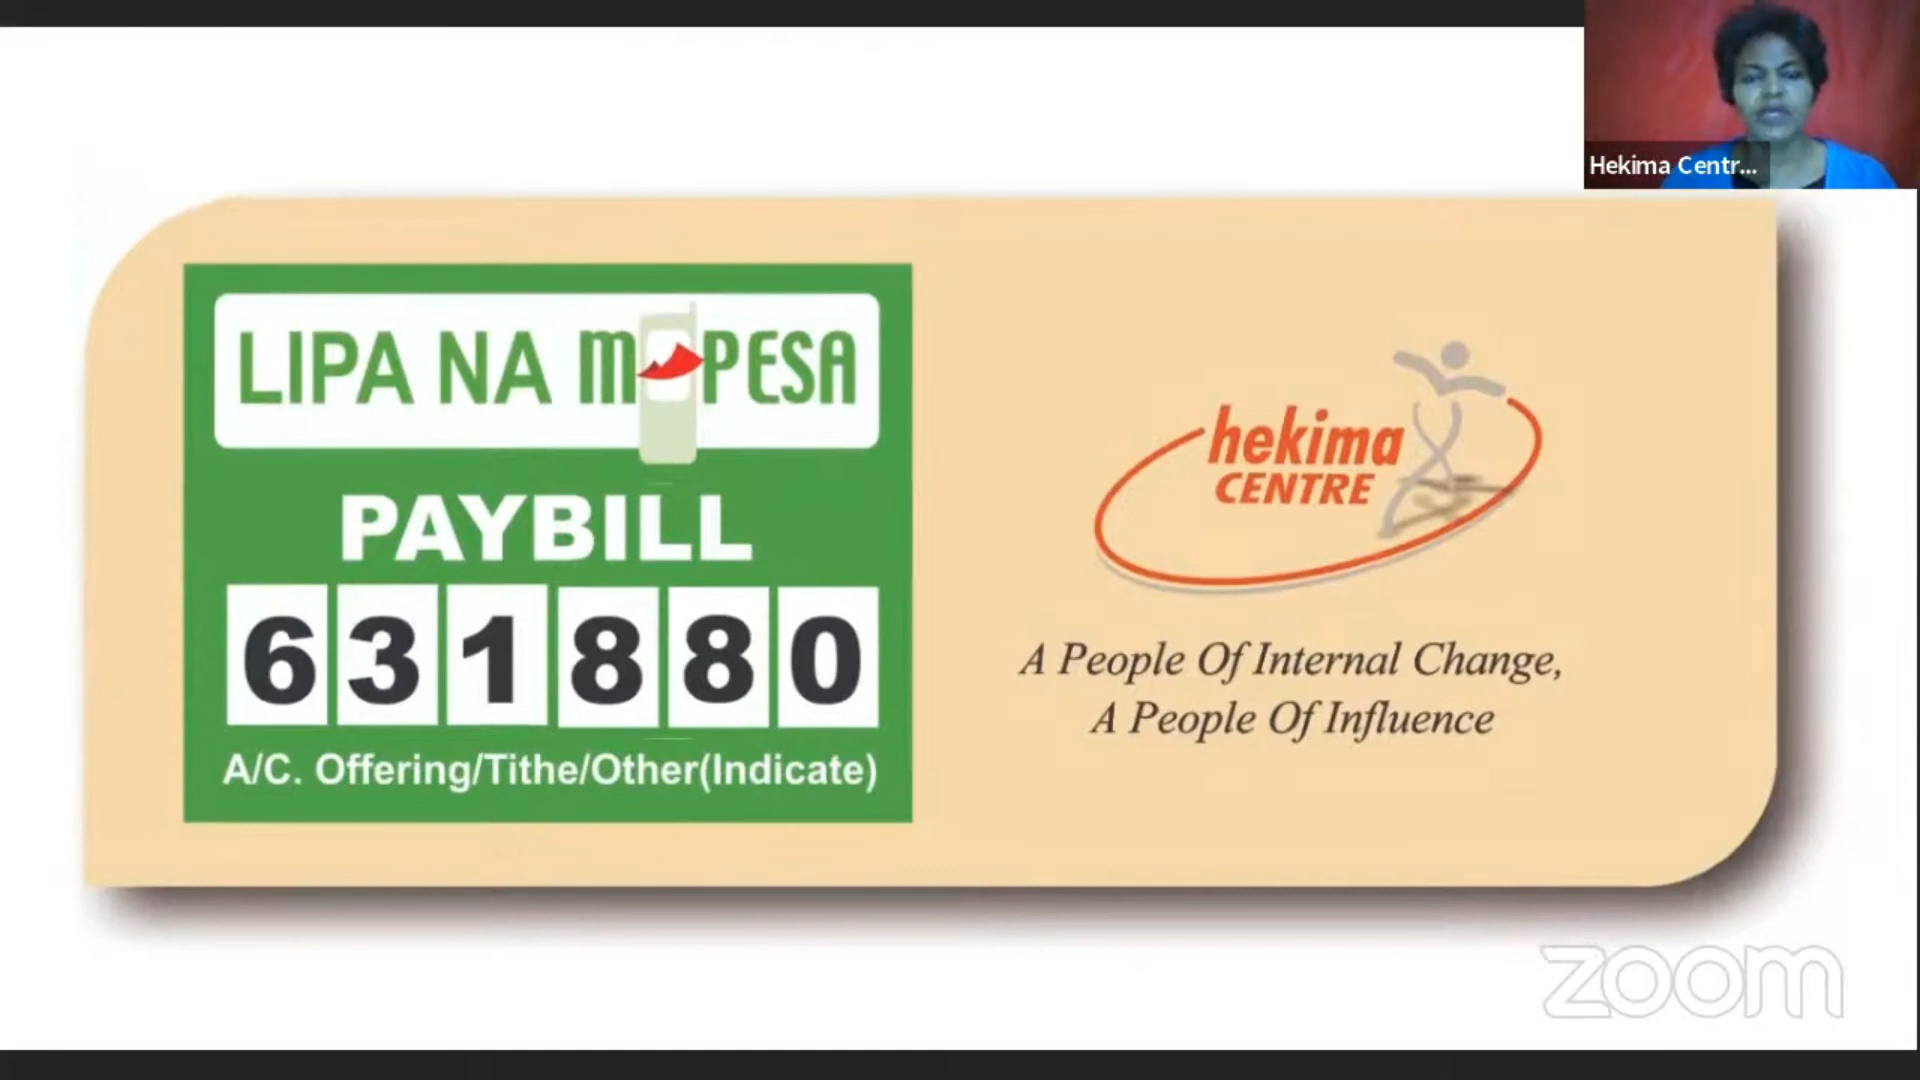 Hekima Centr...
LIPA NA M-PESA
PAYBILL
631880
A/C. Offering/Tithe/Other(Indicate)
hekima
CENTRE
A People Of Internal Change,
A People Of Influence
zoom